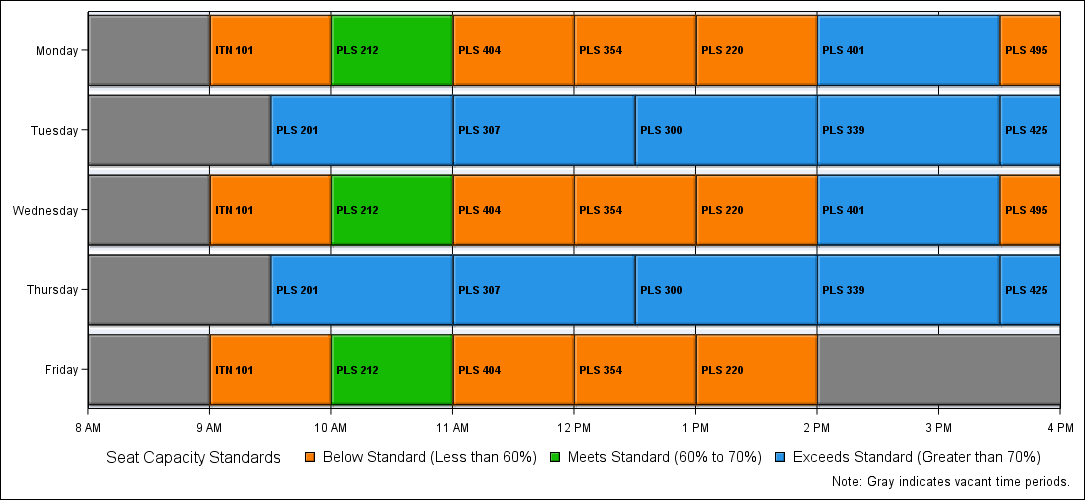 Monday
ITN 101 PLS 212 PLS 404 PLS 354 PLS 220 PLS 401 PLS 495
Tuesday
PLS 201 PLS 307 PLS 300 PLS 339 PLS 425
Wednesday
ITN 101 PLS 212 PLS 404 PLS 354 PLS 220 PLS 401 PLS 495
Thursday
PLS 201 PLS 307 PLS 300 PLS 339 PLS 425
Friday
ITN 101 PLS 212 PLS 404 PLS 354 PLS 220
8 AM 9 AM 10 AM 11 AM 12 PM 1 PM 2 PM 3 PM 4 PM
Seat Capacity Standards Below Standard (Less than 60%) Meets Standard (60% to 70%) Exceeds Standard (Greater than 70%)
Note: Gray indicates vacant time periods.